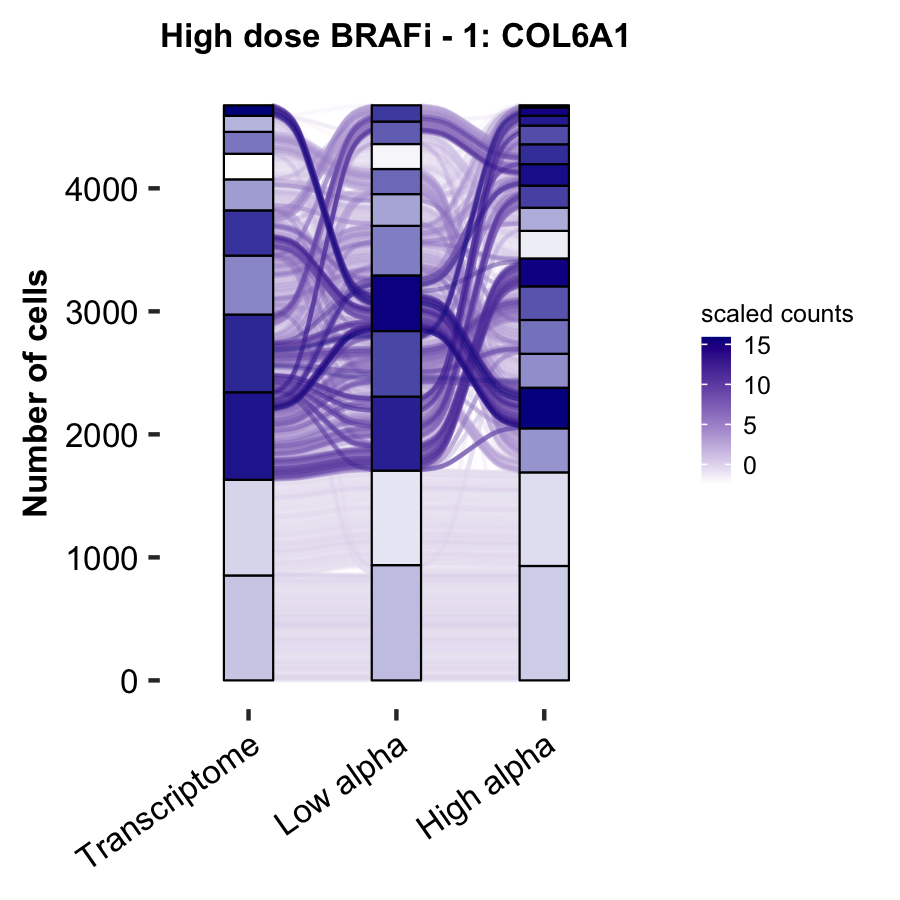 High dose BRAFi - 1: COL6A1
Number of cells
4000
3000
2000
1000
0
Transcriptome
Low alpha
High alpha
scaled counts
15
10
5
0